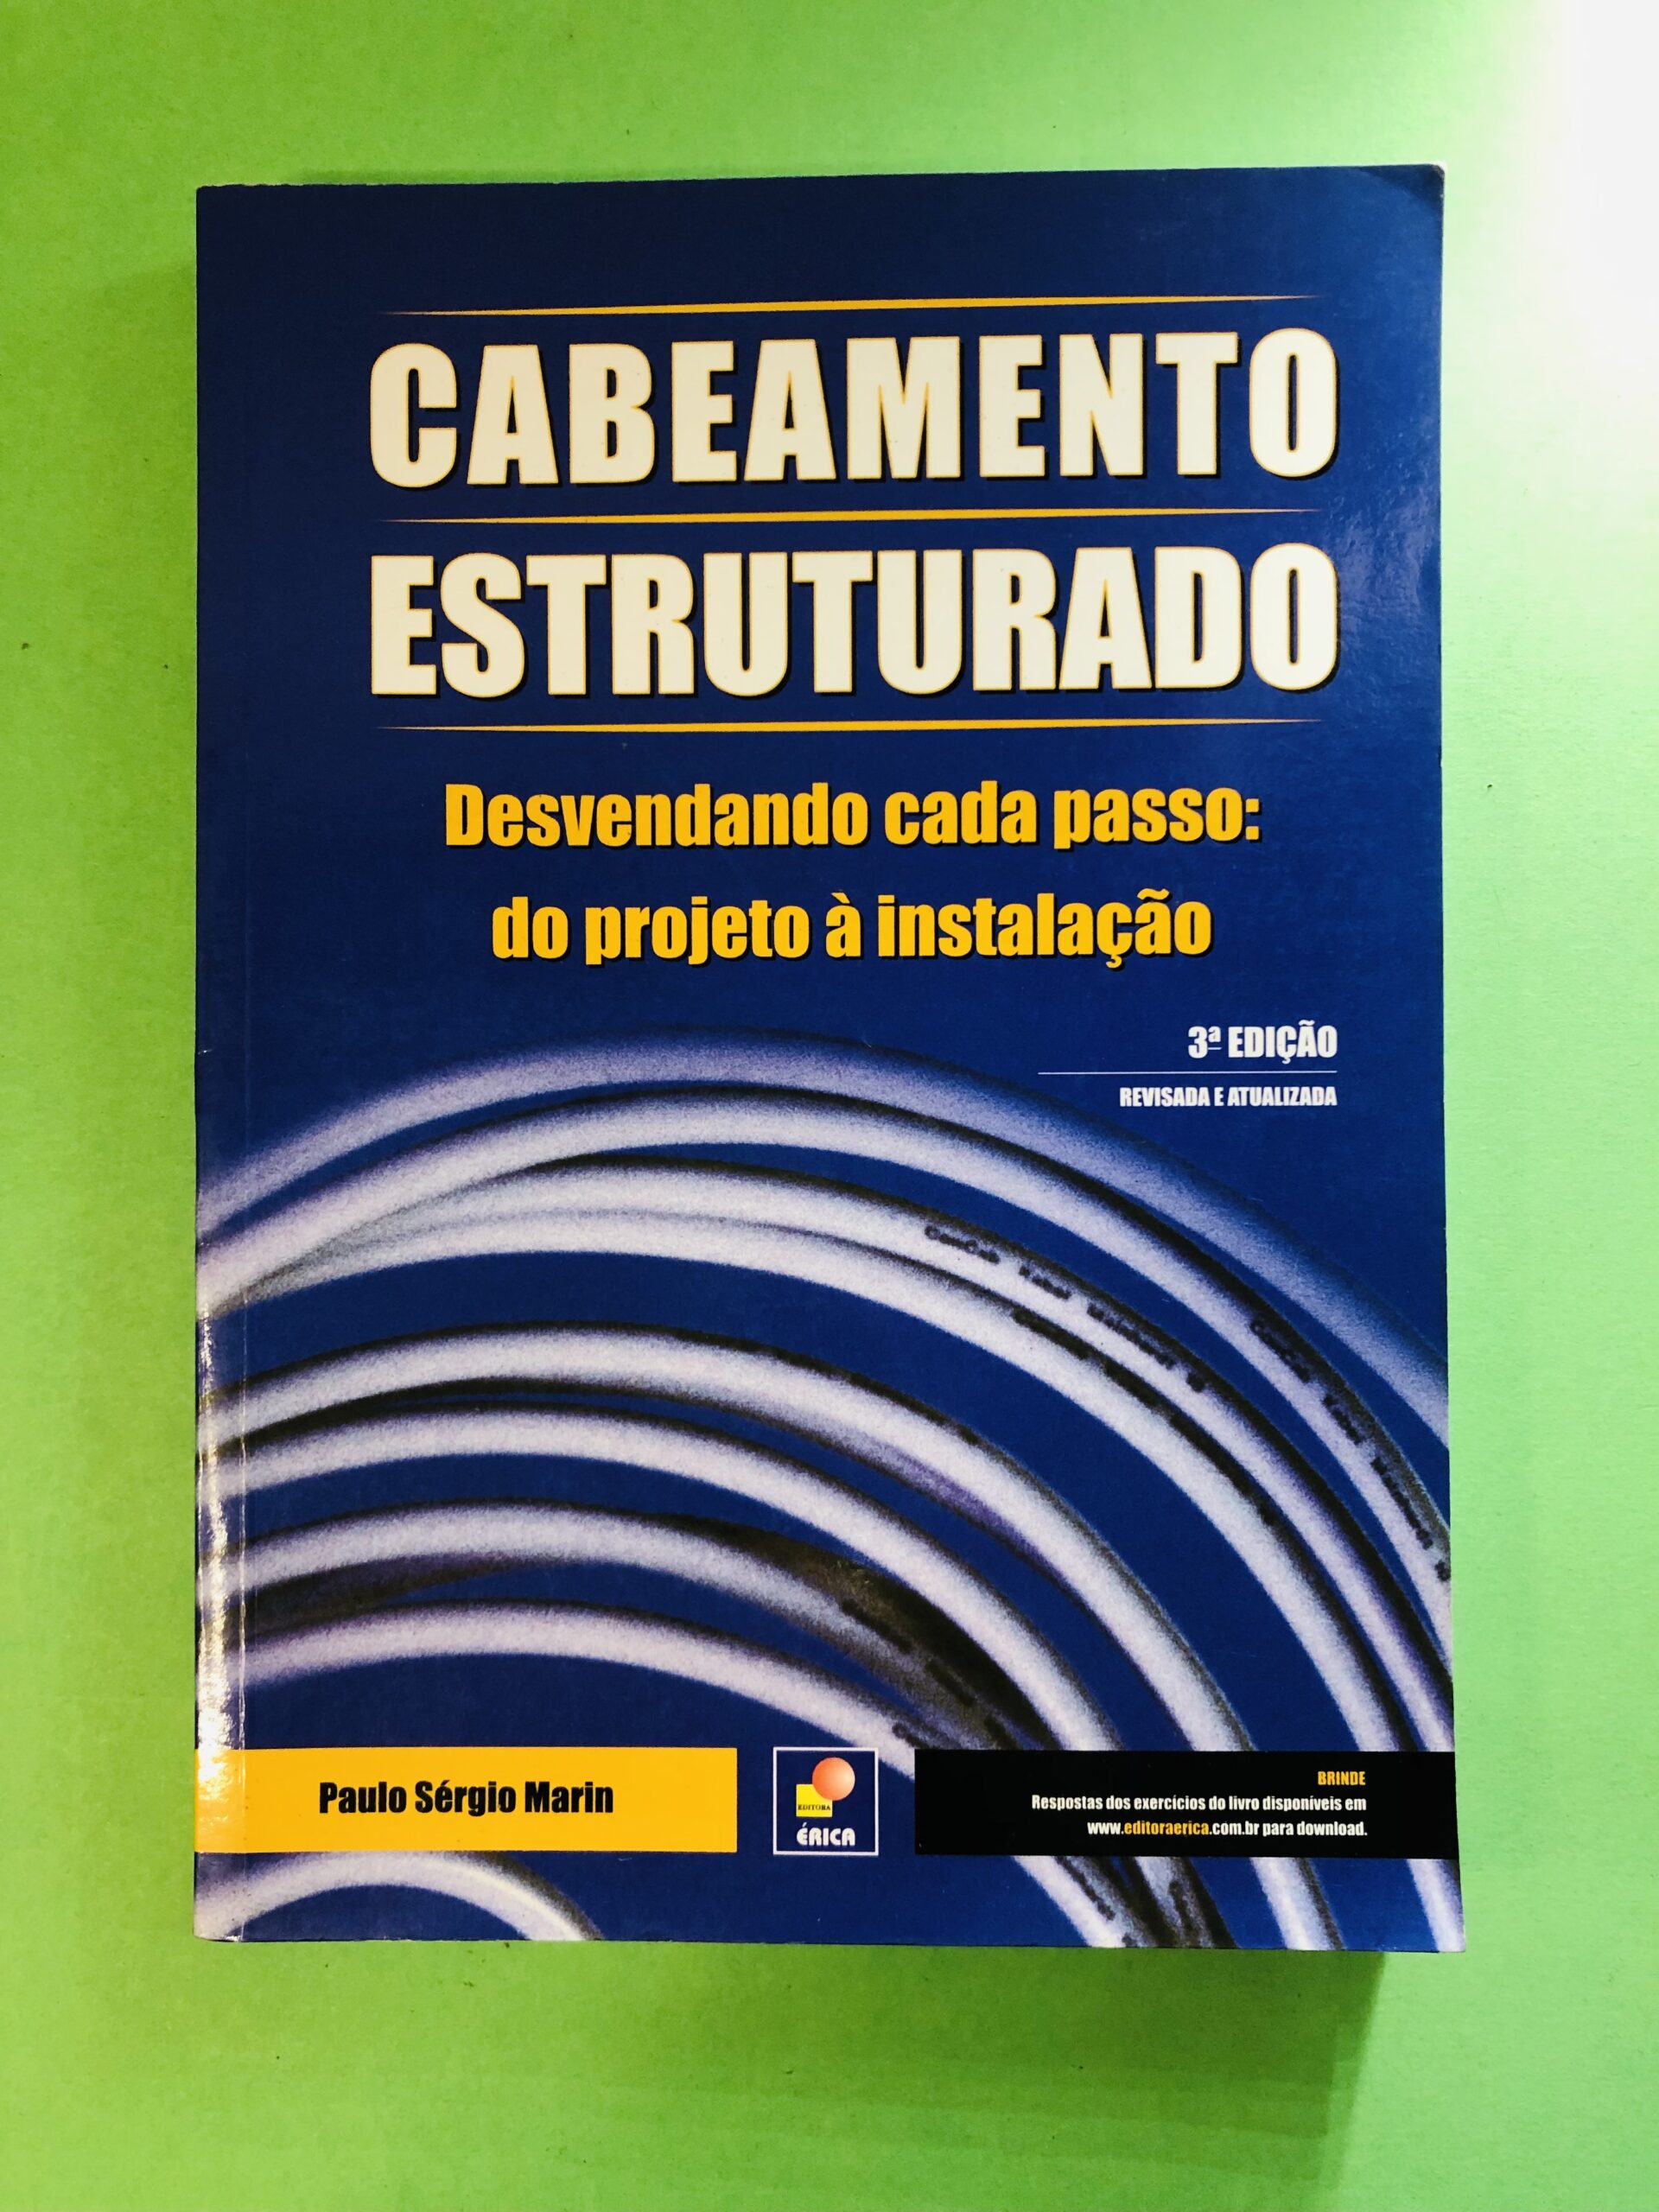 CABEAMENTO
ESTRUTURADO
Desvendando cada passo:
do projeto à instalação
3ª EDIÇÃO
REVISADA E ATUALIZADA
Paulo Sérgio Marin
EDITORA
ÉRICA
BRINDE
Respostas dos exercícios do livro disponíveis em
www.editoraerica.com.br para download.